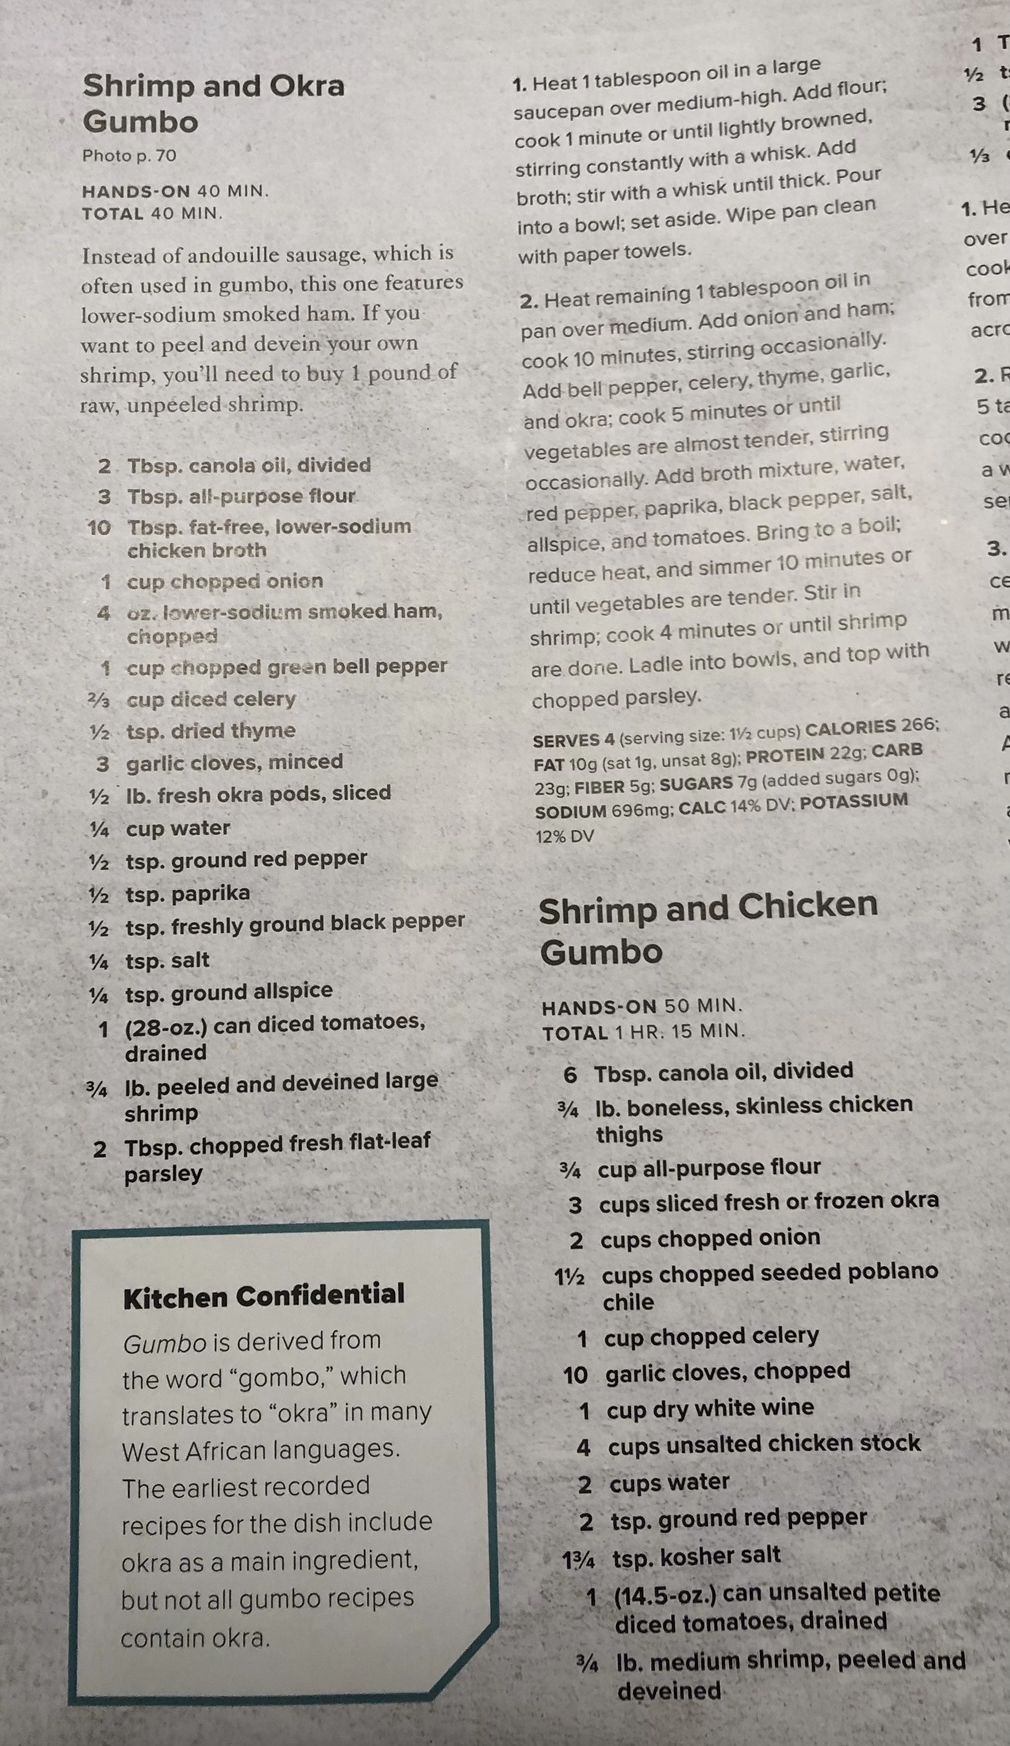 Shrimp and Okra
Gumbo
Photo p. 70
HANDS-ON 40 MIN.
TOTAL 40 MIN.
Instead of andouille sausage, which is
often used in gumbo, this one features
lower-sodium smoked ham. If you
want to peel and devein your own
shrimp, you'll need to buy 1 pound of
raw, unpeeled shrimp.
2 Tbsp. canola oil, divided
3 Tbsp. all-purpose flour
10 Tbsp. fat-free, lower-sodium
chicken broth
1 cup chopped onion
4 oz. lower-sodium smoked ham,
chopped
1 cup chopped green bell pepper
⅔ cup diced celery
½ tsp. dried thyme
3 garlic cloves, minced
½ lb. fresh okra pods, sliced
¼ cup water
½ tsp. ground red pepper
½ tsp. paprika
½ tsp. freshly ground black pepper
¼ tsp. salt
¼ tsp. ground allspice
1 (28-oz.) can diced tomatoes,
drained
¾ lb. peeled and deveined large
shrimp
2 Tbsp. chopped fresh flat-leaf
parsley
Kitchen Confidential
Gumbo is derived from
the word “gombo,” which
translates to “okra” in many
West African languages.
The earliest recorded
recipes for the dish include
okra as a main ingredient,
but not all gumbo recipes
contain okra.
1. Heat 1 tablespoon oil in a large
saucepan over medium-high. Add flour;
cook 1 minute or until lightly browned,
stirring constantly with a whisk. Add
broth; stir with a whisk until thick. Pour
into a bowl; set aside. Wipe pan clean
with paper towels.
2. Heat remaining 1 tablespoon oil in
pan over medium. Add onion and ham;
cook 10 minutes, stirring occasionally.
Add bell pepper, celery, thyme, garlic,
and okra; cook 5 minutes or until
vegetables are almost tender, stirring
occasionally. Add broth mixture, water,
red pepper, paprika, black pepper, salt,
allspice, and tomatoes. Bring to a boil;
reduce heat, and simmer 10 minutes or
until vegetables are tender. Stir in
shrimp; cook 4 minutes or until shrimp
are done. Ladle into bowls, and top with
chopped parsley.
SERVES 4 (serving size: 1½ cups) CALORIES 266;
FAT 10g (sat 1g, unsat 8g); PROTEIN 22g; CARB
23g; FIBER 5g; SUGARS 7g (added sugars 0g);
SODIUM 696mg; CALC 14% DV; POTASSIUM
12% DV
Shrimp and Chicken
Gumbo
HANDS-ON 50 MIN.
TOTAL 1 HR. 15 MIN.
6 Tbsp. canola oil, divided
¾ lb. boneless, skinless chicken
thighs
¾ cup all-purpose flour
3 cups sliced fresh or frozen okra
2 cups chopped onion
1½ cups chopped seeded poblano
chile
1 cup chopped celery
10 garlic cloves, chopped
1 cup dry white wine
4 cups unsalted chicken stock
2 cups water
2 tsp. ground red pepper
1¾ tsp. kosher salt
1 (14.5-oz.) can unsalted petite
diced tomatoes, drained
¾ lb. medium shrimp, peeled and
deveined
1
½
3
⅓
1. He
over
cook
from
2.
3.